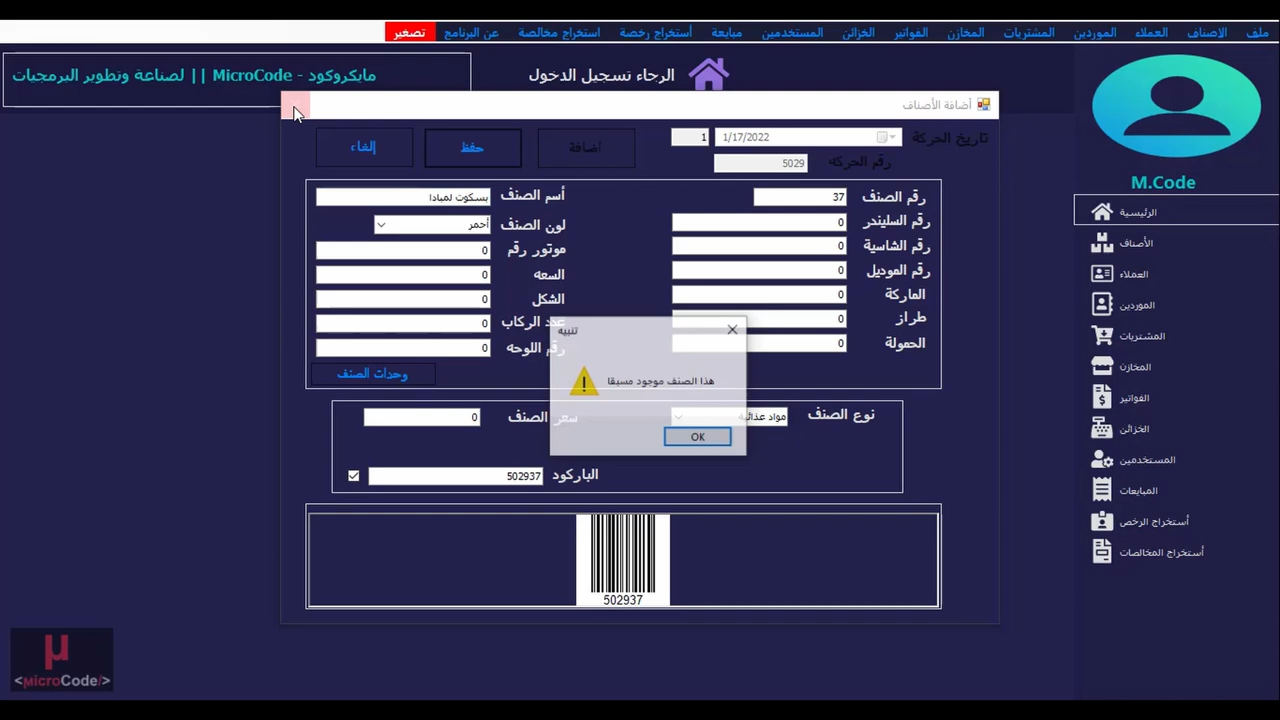 ملف الاصناف العملاء الموردين المشتريات المخازن الخزائن الفواتير المستخدمين مبايعة أستخراج رخصة استخراج مخالصة عن البرنامج تصغير
الرجاء تسجيل الدخول
مايكروكود - MicroCode || لصناعة وتطوير البرمجيات
أضافة الأصناف
تاريخ الحركة 1/17/2022 1
أضافة حفظ إلغاء
رقم الحركة 5029
رقم الصنف 37 أسم الصنف بسكوت لمبادا
رقم السليندر 0 لون الصنف أحمر
رقم الشاسية 0 موتور رقم 0
رقم الموديل 0 السعه 0
الماركة 0 الشكل 0
طراز 0 عدد الركاب 0
الحمولة 0 رقم اللوحه 0
وحدات الصنف
تنبيه
هذا الصنف موجود مسبقا
OK
نوع الصنف مواد غذائية سعر الصنف 0
الباركود 502937
502937
M.Code
الرئيسية
الأصناف
العملاء
الموردين
المشتريات
المخازن
الفواتير
الخزائن
المستخدمين
المبايعات
أستخراج الرخص
أستخراج المخالصات
µ
<µicroCode/>